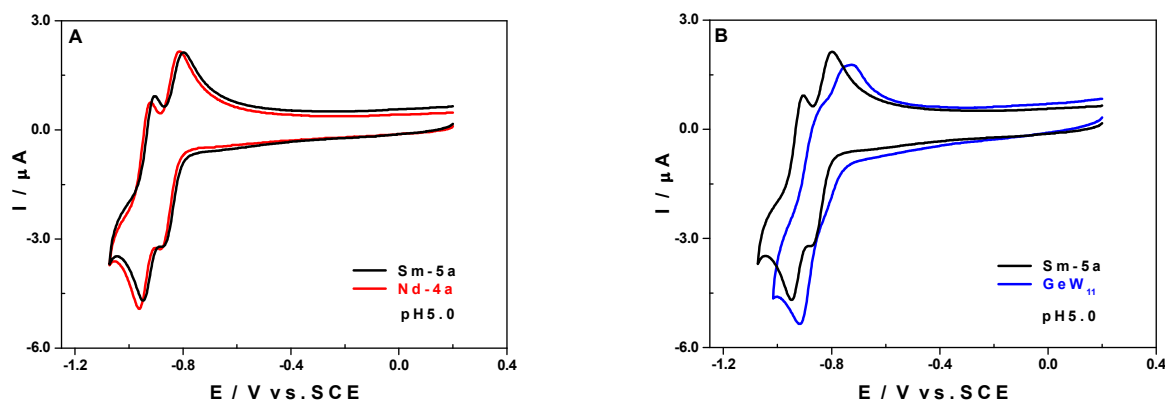 A
3.0
0.0
-3.0
-6.0
I / µA
-1.2 -0.8 -0.4 0.0 0.4
E / V vs. SCE
Sm-5a
Nd-4a
pH5.0
B
3.0
0.0
-3.0
-6.0
I / µA
-1.2 -0.8 -0.4 0.0 0.4
E / V vs. SCE
Sm-5a
GeW₁₁
pH5.0